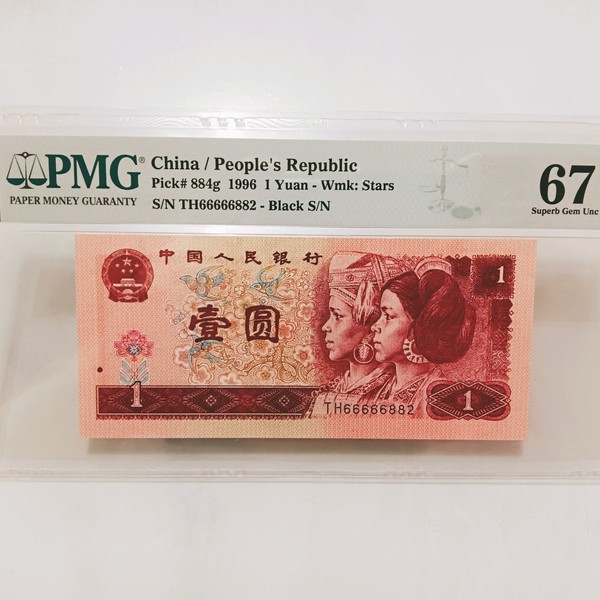 PMG®
PAPER MONEY GUARANTY
China / People's Republic
Pick# 884g 1996 1 Yuan - Wmk: Stars
S/N TH66666882 - Black S/N
67
Superb Gem Unc
中国人民银行
1
壹圆
1
TH66666882
1